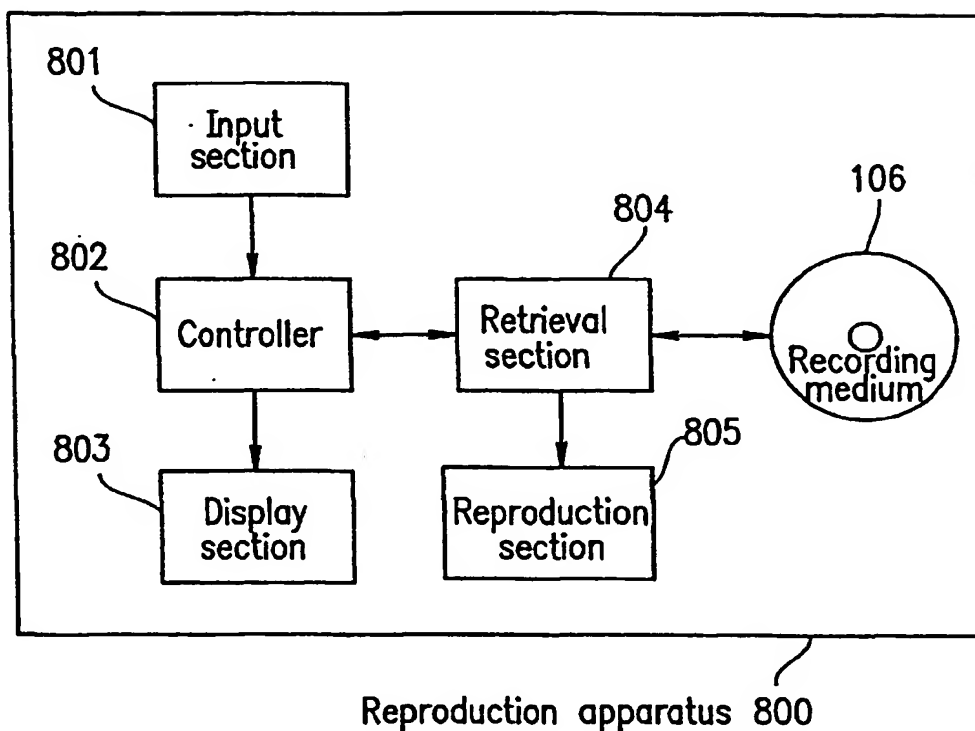 801
Input
section
802
Controller
803
Display
section
804
Retrieval
section
805
Reproduction
section
106
Recording
medium
Reproduction apparatus 800